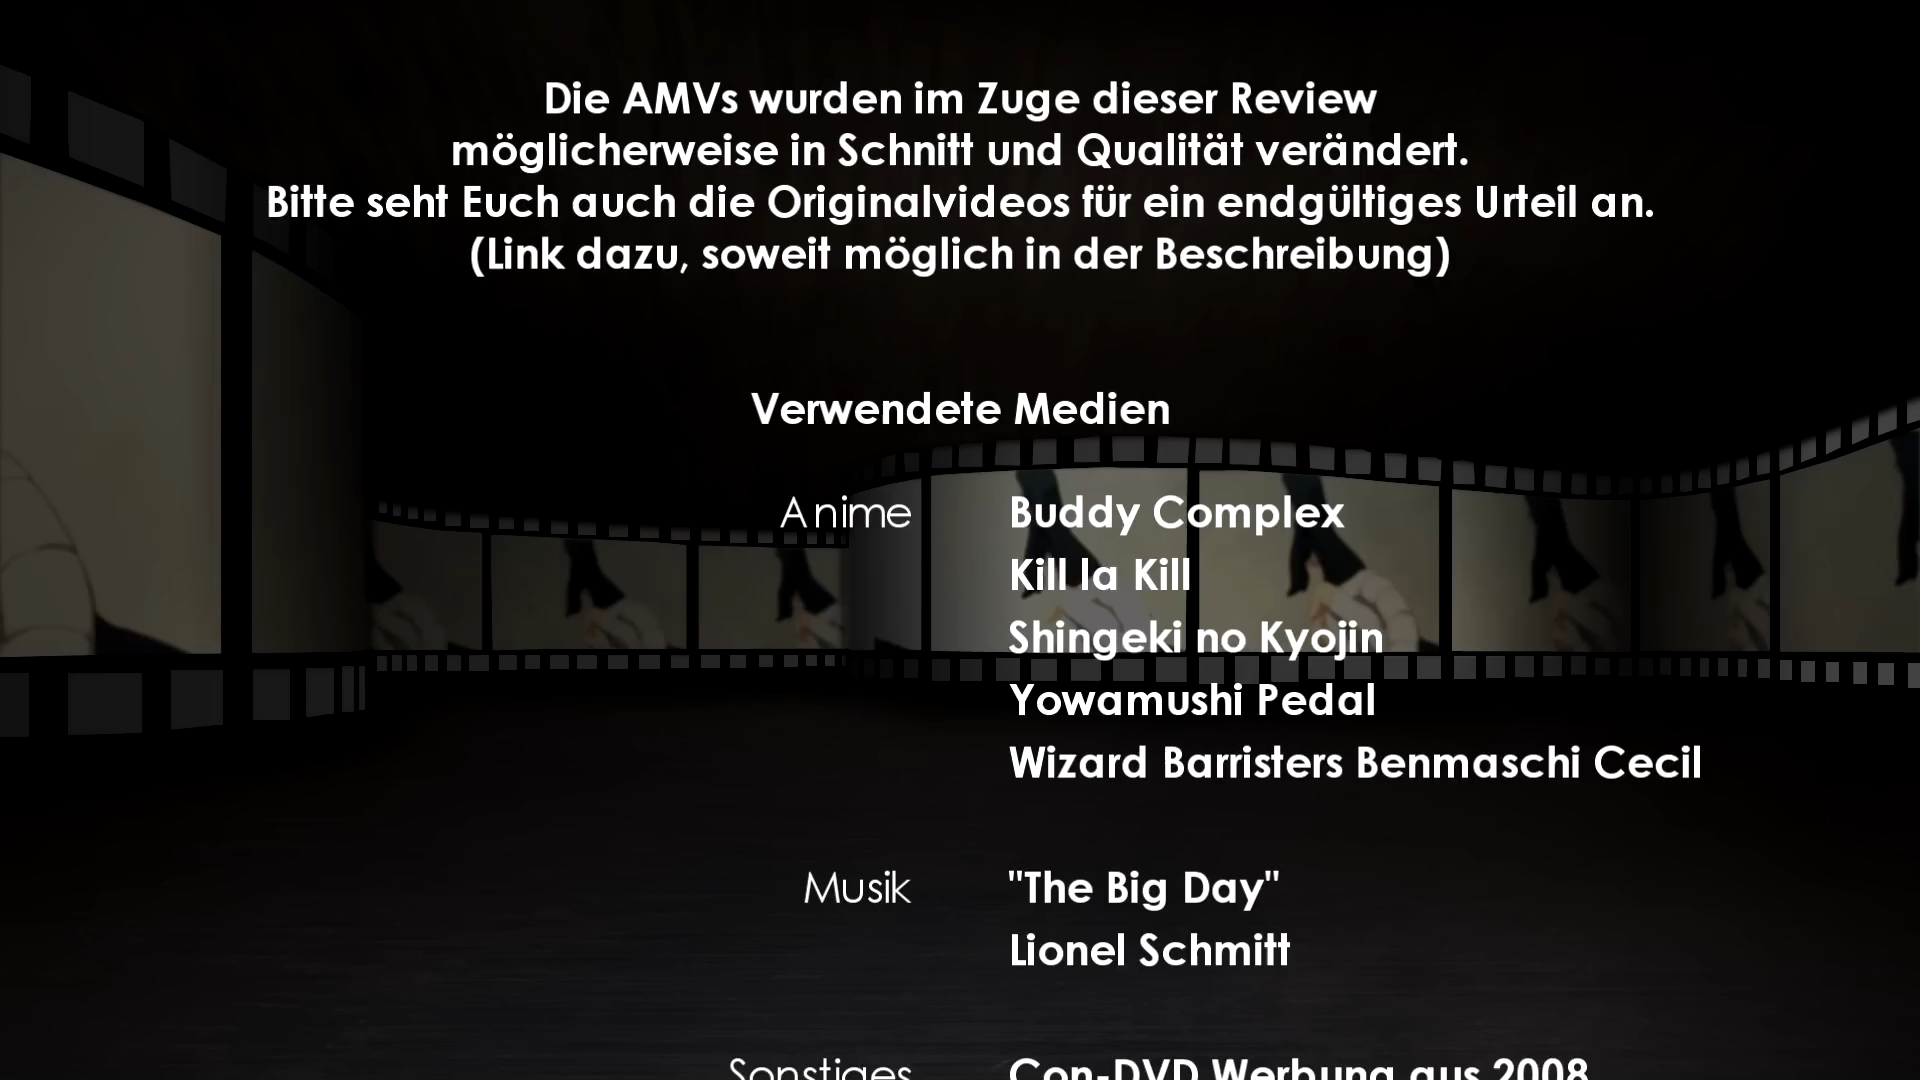 Die AMVs wurden im Zuge dieser Review
möglicherweise in Schnitt und Qualität verändert.
Bitte seht Euch auch die Originalvideos für ein endgültiges Urteil an.
(Link dazu, soweit möglich in der Beschreibung)
Verwendete Medien
Anime Buddy Complex
Kill la Kill
Shingeki no Kyojin
Yowamushi Pedal
Wizard Barristers Benmaschi Cecil
Musik "The Big Day"
Lionel Schmitt
Sonstiges Con-DVD Werbung aus 2008